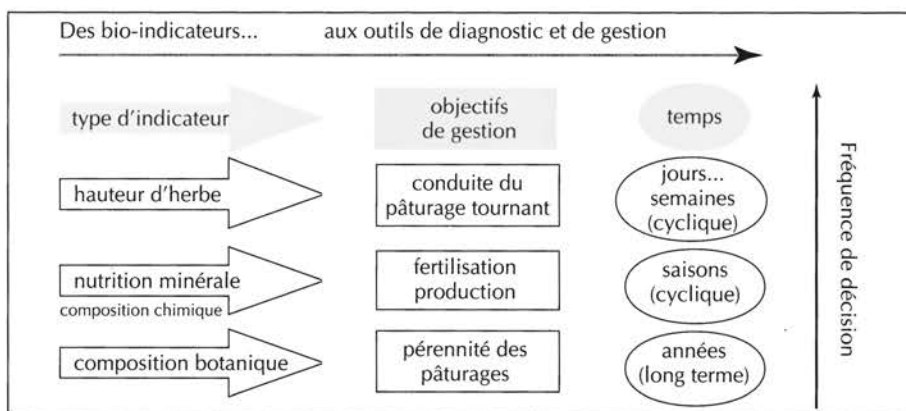 Des bio-indicateurs... aux outils de diagnostic et de gestion
type d'indicateur
objectifs
de gestion
temps
hauteur d'herbe
conduite du
pâturage tournant
jours...
semaines
(cyclique)
nutrition minérale
composition chimique
fertilisation
production
saisons
(cyclique)
composition botanique
pérennité des
pâturages
années
(long terme)
Fréquence de décision